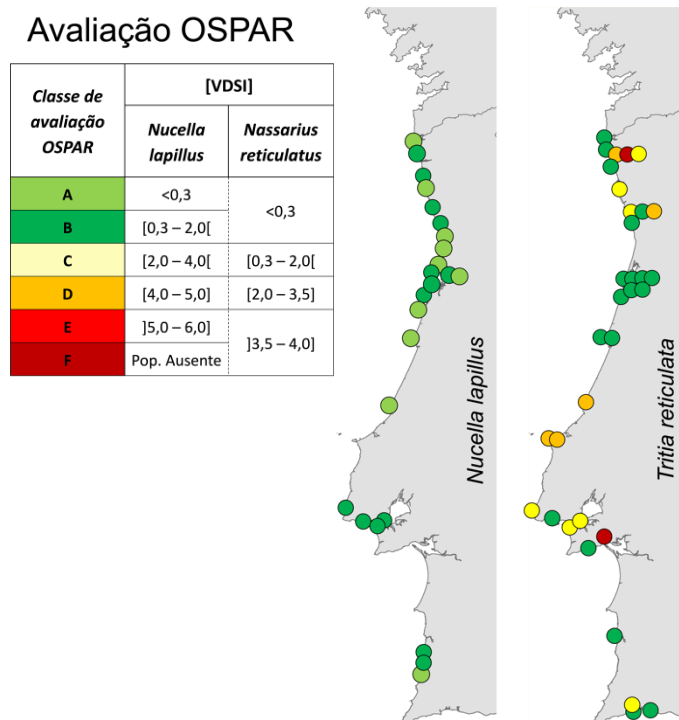 Avaliação OSPAR
Classe de
avaliação
OSPAR
[VDSI]
Nucella
lapillus
Nassarius
reticulatus
A
<0,3
<0,3
B
[0,3 – 2,0[
C
[2,0 – 4,0[
[0,3 – 2,0[
D
[4,0 – 5,0]
[2,0 – 3,5]
E
]5,0 – 6,0]
]3,5 – 4,0]
F
Pop. Ausente
Nucella lapillus
Tritia reticulata